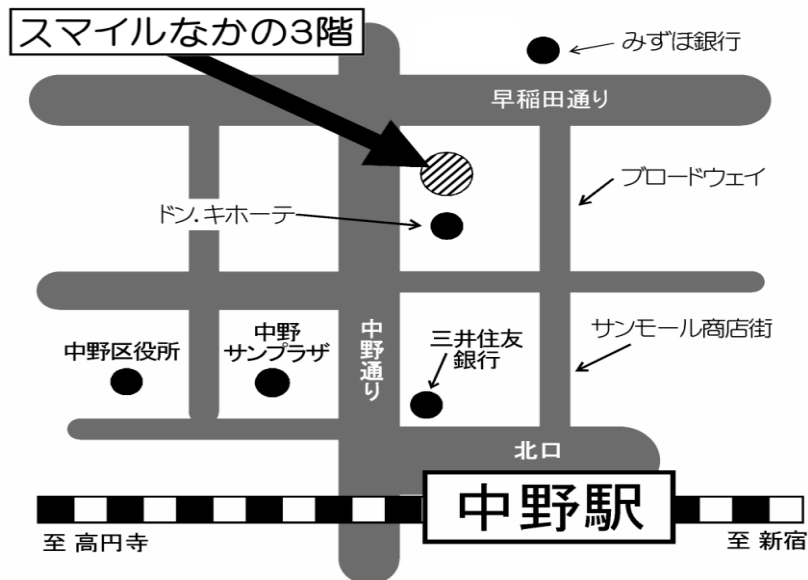 スマイルなかの3階
みずほ銀行
早稲田通り
ブロードウェイ
ドン.キホーテ
サンモール商店街
中野
サンプラザ
中野区役所
中野通り
三井住友
銀行
北口
中野駅
至 高円寺
至 新宿